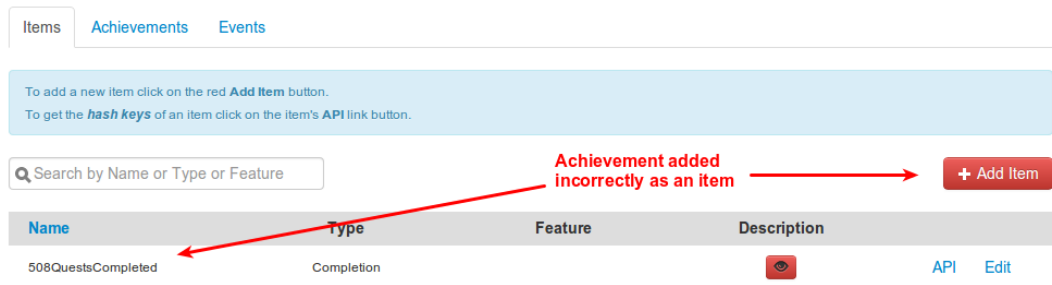 Items Achievements Events
To add a new item click on the red Add Item button.
To get the hash keys of an item click on the item's API link button.
Search by Name or Type or Feature
Achievement added
incorrectly as an item
+ Add Item
Name Type Feature Description
508QuestsCompleted Completion API Edit